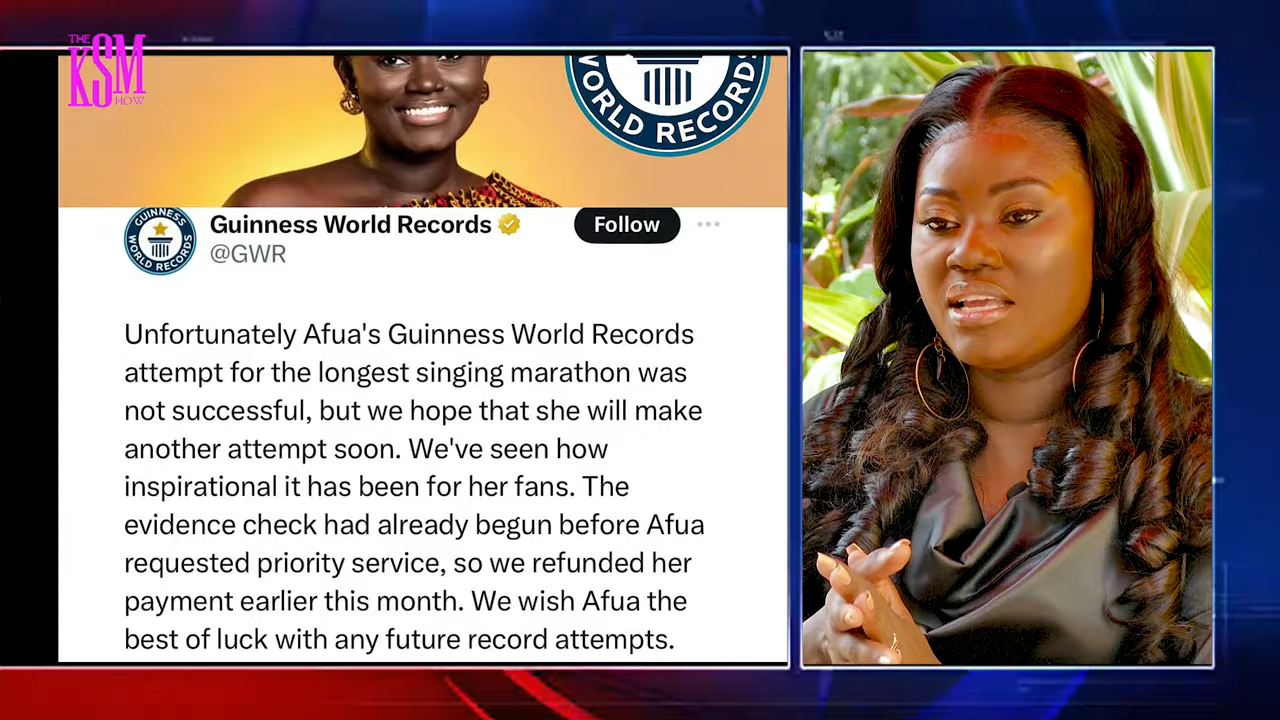 THE
KSM
SHOW
WORLD RECORDS
GUINNESS
WORLD RECORDS
Guinness World Records
Follow
@GWR
Unfortunately Afua's Guinness World Records
attempt for the longest singing marathon was
not successful, but we hope that she will make
another attempt soon. We've seen how
inspirational it has been for her fans. The
evidence check had already begun before Afua
requested priority service, so we refunded her
payment earlier this month. We wish Afua the
best of luck with any future record attempts.